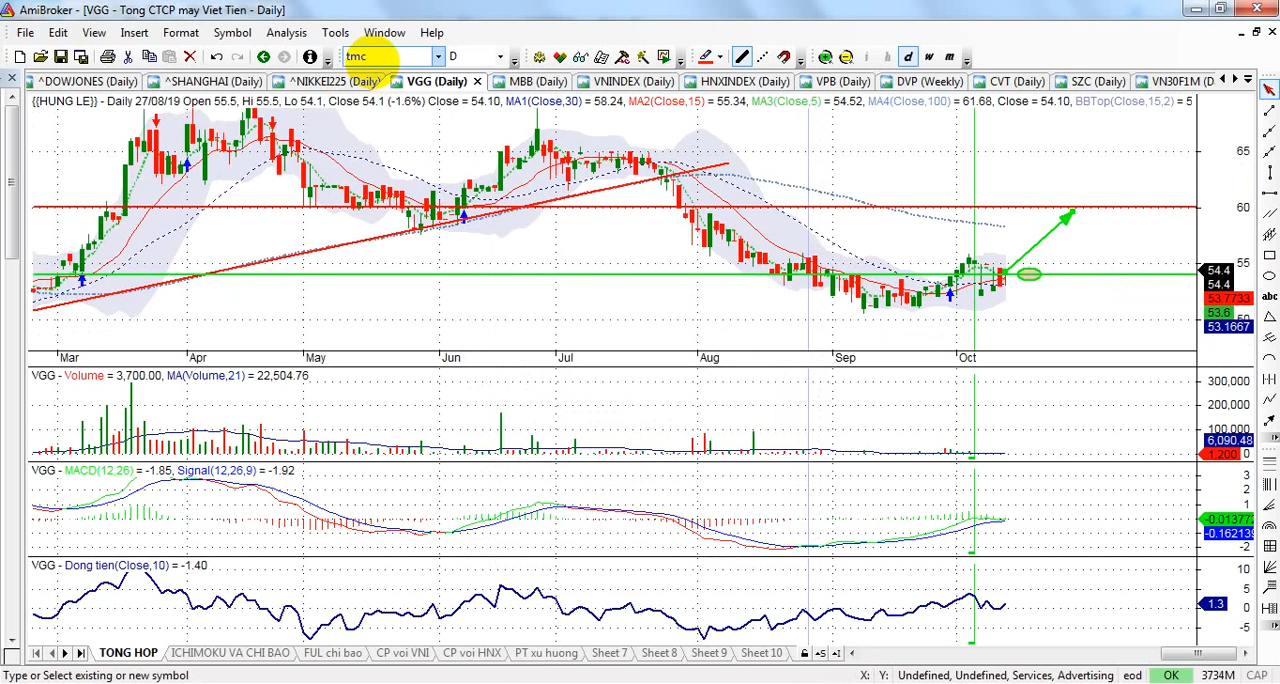 AmiBroker - [VGG - Tong CTCP may Viet Tien - Daily]
File Edit View Insert Format Symbol Analysis Tools Window Help
tmc D d w m
^DOWJONES (Daily) ^SHANGHAI (Daily) ^NIKKEI225 (Daily) VGG (Daily) MBB (Daily) VNINDEX (Daily) HNXINDEX (Daily) VPB (Daily) DVP (Weekly) CVT (Daily) SZC (Daily) VN30F1M (D
{{HUNG LE}} - Daily 27/08/19 Open 55.5, Hi 55.5, Lo 54.1, Close 54.1 (-1.6%) Close = 54.10, MA1(Close,30) = 58.24, MA2(Close,15) = 55.34, MA3(Close,5) = 54.52, MA4(Close,100) = 61.68, Close = 54.10, BBTop(Close,15,2) = 5
65
60
55
54.4
54.4
53.7733
53.6
53.1667
abc
Mar Apr May Jun Jul Aug Sep Oct
VGG - Volume = 3,700.00, MA(Volume,21) = 22,504.76
300,000
200,000
100,000
6,090.48
1,200 0
VGG - MACD(12,26) = -1.85, Signal(12,26,9) = -1.92
3
2
1
-0.013772
-0.162139
-2
VGG - Dong tien(Close,10) = -1.40
10
5
0
1.3
-5
TONG HOP ICHIMOKU VA CHI BAO FUL chi bao CP voi VNI CP voi HNX PT xu huong Sheet 7 Sheet 8 Sheet 9 Sheet 10
Type or Select existing or new symbol X: Y: Undefined, Undefined, Services, Advertising eod OK 3734M CAP